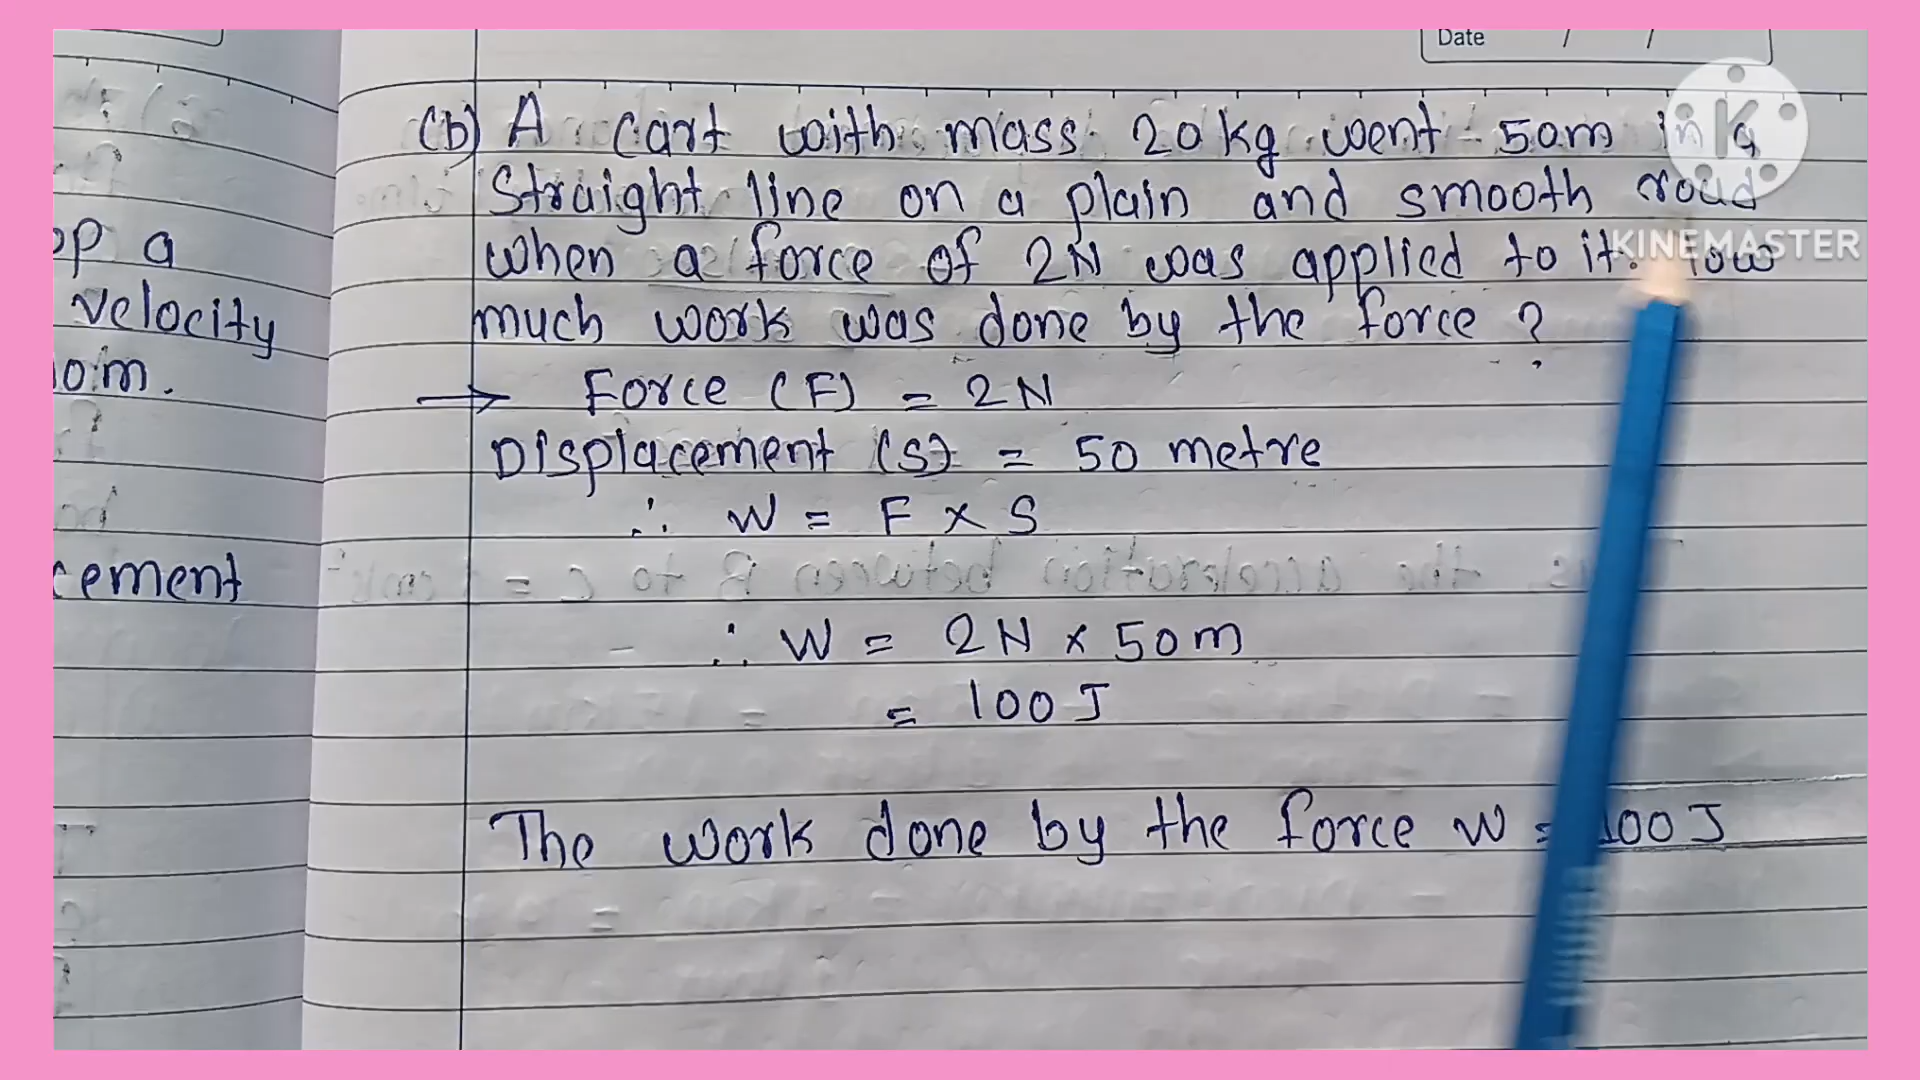 Date / /
(b) A cart with mass 20 kg went 50m in a
Straight line on a plain and smooth road
when a force of 2N was applied to it. How
much work was done by the force ?
→ Force (F) = 2N
Displacement (s) = 50 metre
∴ W = F × S
∴ W = 2N × 50m
= 100 J
The work done by the force W = 100 J
op a
velocity
10m.
cement
K
KINEMASTER